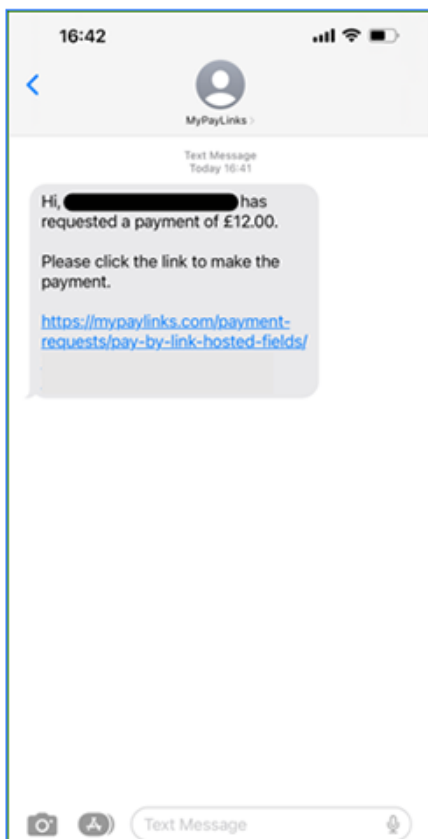 16:42
MyPayLinks
Text Message
Today 16:41
Hi, has
requested a payment of £12.00.
Please click the link to make the
payment.
https://mypaylinks.com/payment-
requests/pay-by-link-hosted-fields/
Text Message